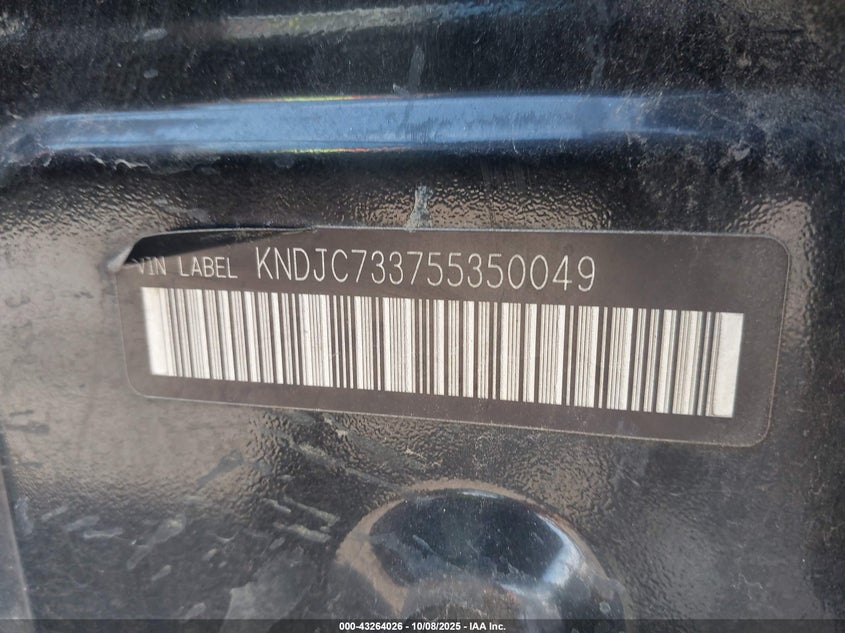 VIN LABEL KNDJC733755350049
000-43264026 - 10/08/2025 - IAA Inc.